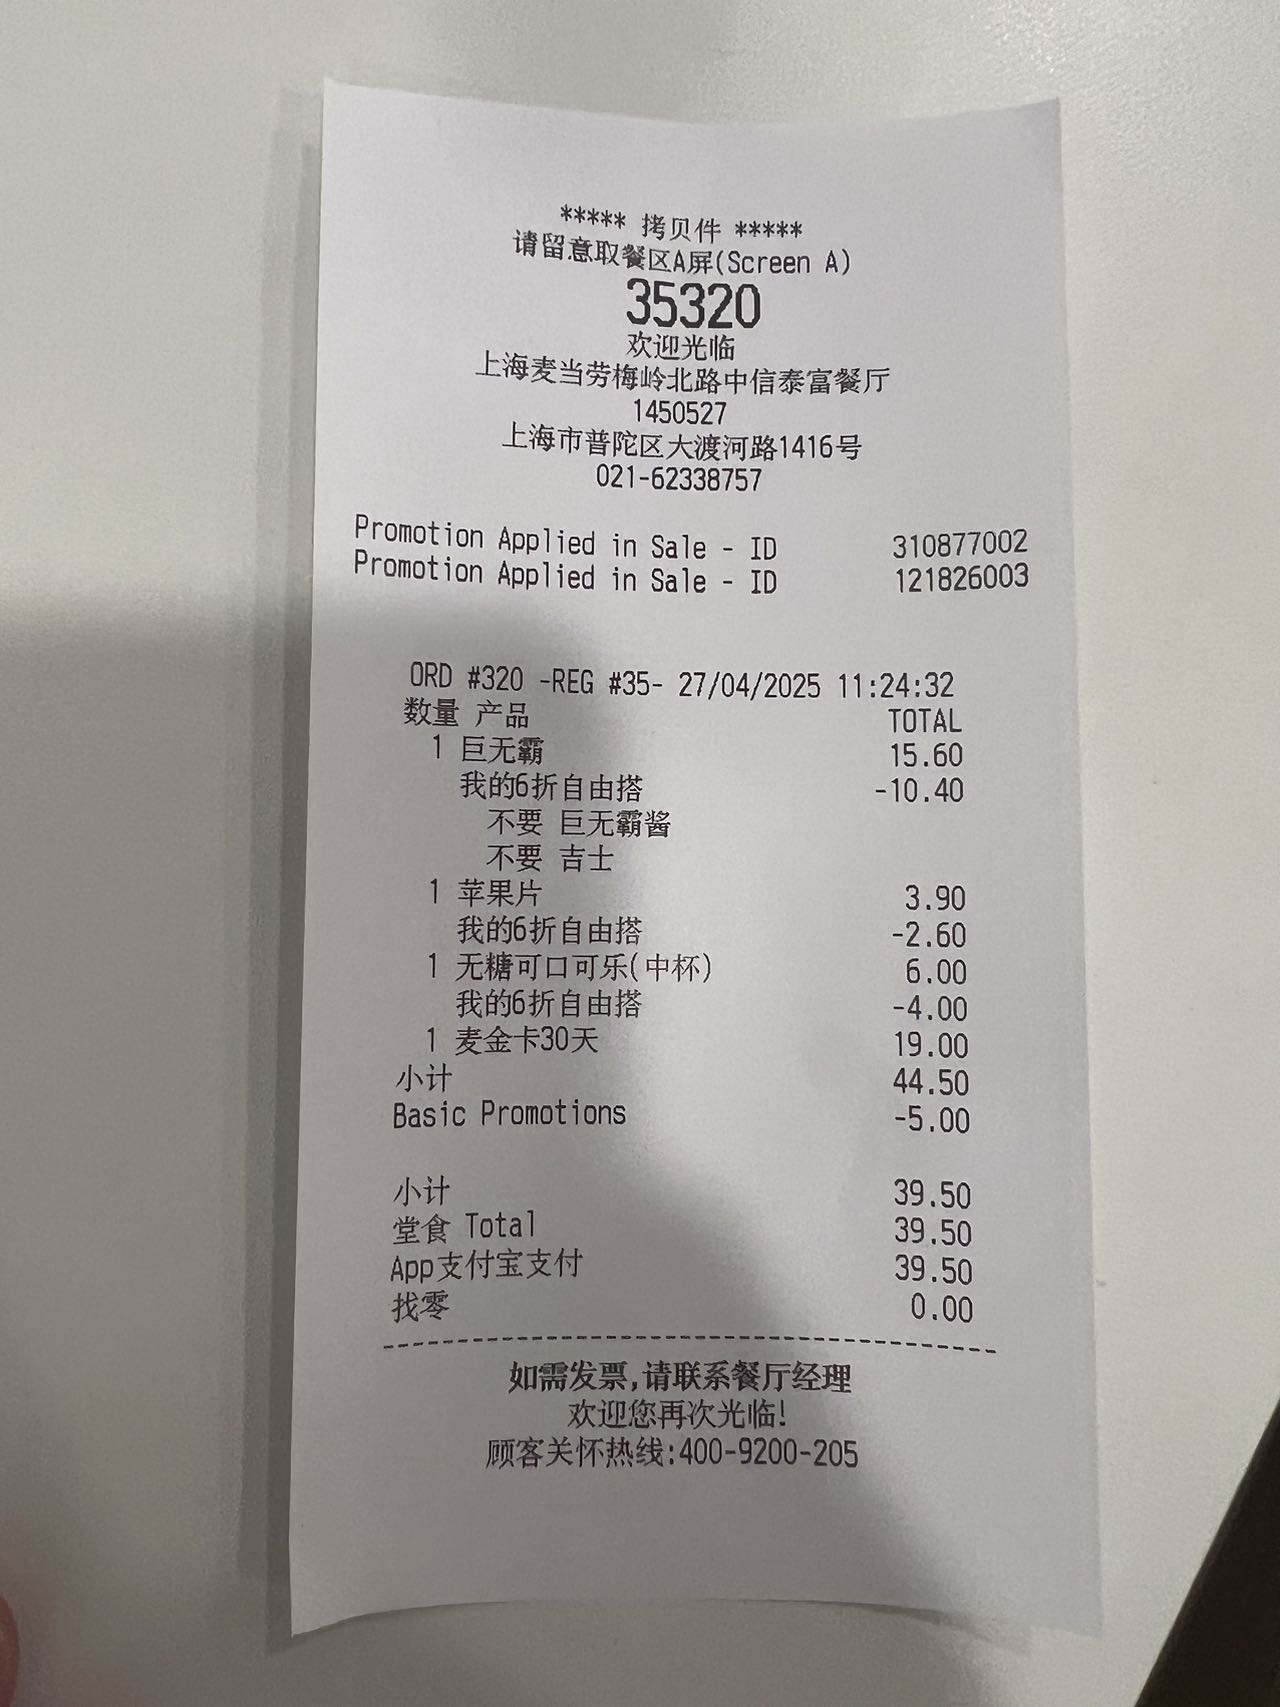 ***** 拷贝件 *****
请留意取餐区A屏(Screen A)
35320
欢迎光临
上海麦当劳梅岭北路中信泰富餐厅
1450527
上海市普陀区大渡河路1416号
021-62338757
Promotion Applied in Sale - ID 310877002
Promotion Applied in Sale - ID 121826003
ORD #320 -REG #35- 27/04/2025 11:24:32
数量 产品 TOTAL
1 巨无霸 15.60
我的6折自由搭 -10.40
不要 巨无霸酱
不要 吉士
1 苹果片 3.90
我的6折自由搭 -2.60
1 无糖可口可乐(中杯) 6.00
我的6折自由搭 -4.00
1 麦金卡30天 19.00
小计 44.50
Basic Promotions -5.00
小计 39.50
堂食 Total 39.50
App支付宝支付 39.50
找零 0.00
--------------------------------------------
如需发票,请联系餐厅经理
欢迎您再次光临!
顾客关怀热线:400-9200-205